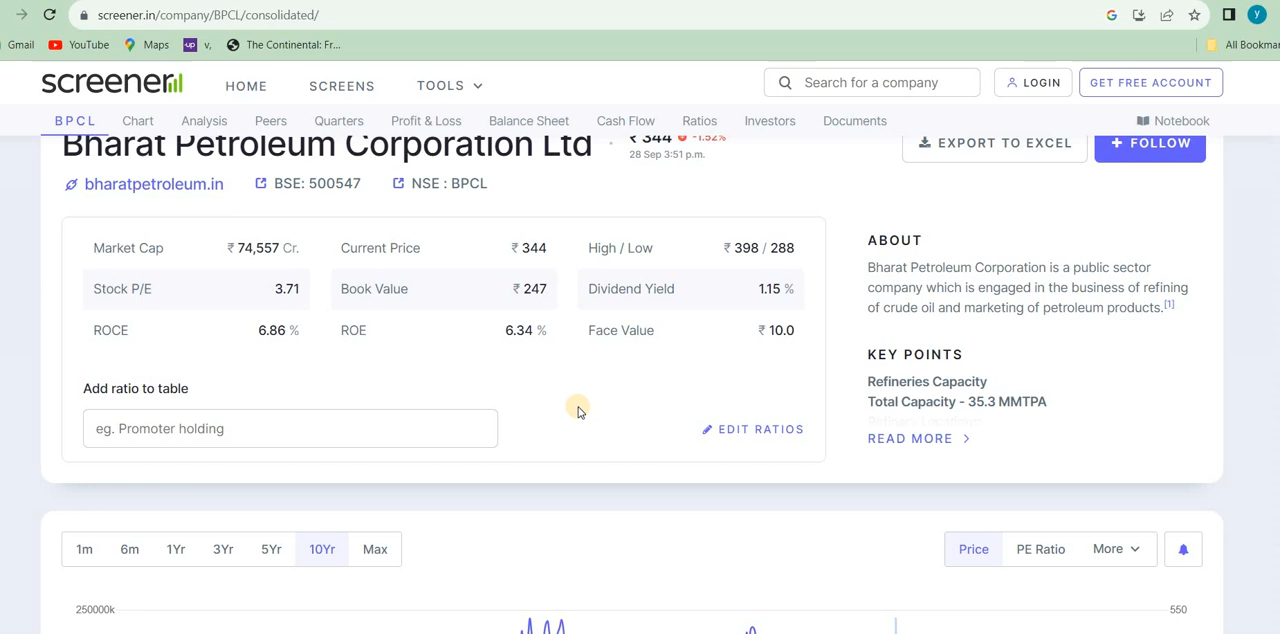 screener.in/company/BPCL/consolidated/
y
Gmail YouTube Maps up v, The Continental: Fr... All Bookmar
screener HOME SCREENS TOOLS Search for a company LOGIN GET FREE ACCOUNT
BPCL Chart Analysis Peers Quarters Profit & Loss Balance Sheet Cash Flow Ratios Investors Documents Notebook
Bharat Petroleum Corporation Ltd ₹ 344 -1.52% EXPORT TO EXCEL + FOLLOW
28 Sep 3:51 p.m.
bharatpetroleum.in BSE: 500547 NSE : BPCL
Market Cap ₹ 74,557 Cr. Current Price ₹ 344 High / Low ₹ 398 / 288
Stock P/E 3.71 Book Value ₹ 247 Dividend Yield 1.15 %
ROCE 6.86 % ROE 6.34 % Face Value ₹ 10.0
Add ratio to table
eg. Promoter holding
EDIT RATIOS
ABOUT
Bharat Petroleum Corporation is a public sector
company which is engaged in the business of refining
of crude oil and marketing of petroleum products.[1]
KEY POINTS
Refineries Capacity
Total Capacity - 35.3 MMTPA
READ MORE
1m 6m 1Yr 3Yr 5Yr 10Yr Max Price PE Ratio More
250000k 550